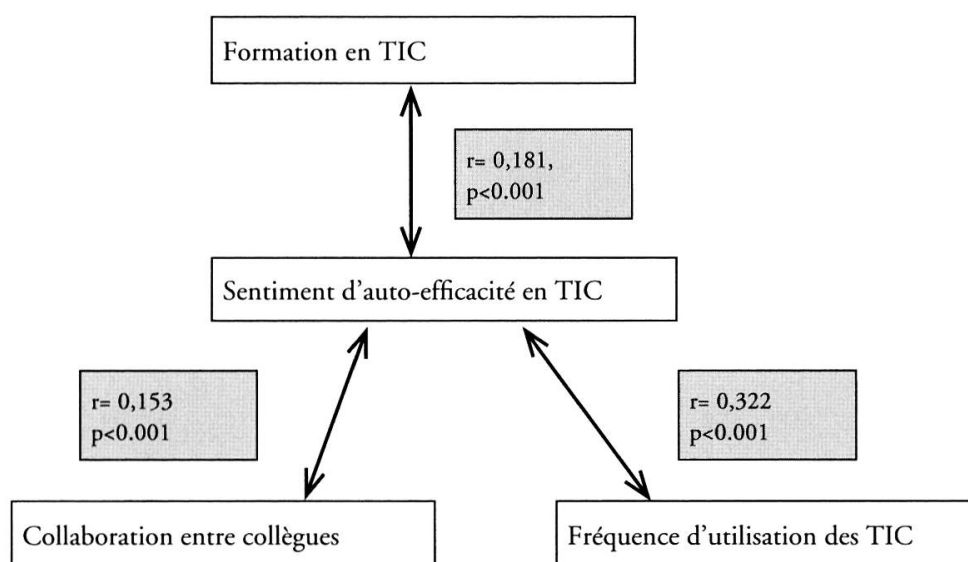 Formation en TIC
r= 0,181,
p<0.001
Sentiment d'auto-efficacité en TIC
r= 0,153
p<0.001
r= 0,322
p<0.001
Collaboration entre collègues
Fréquence d'utilisation des TIC